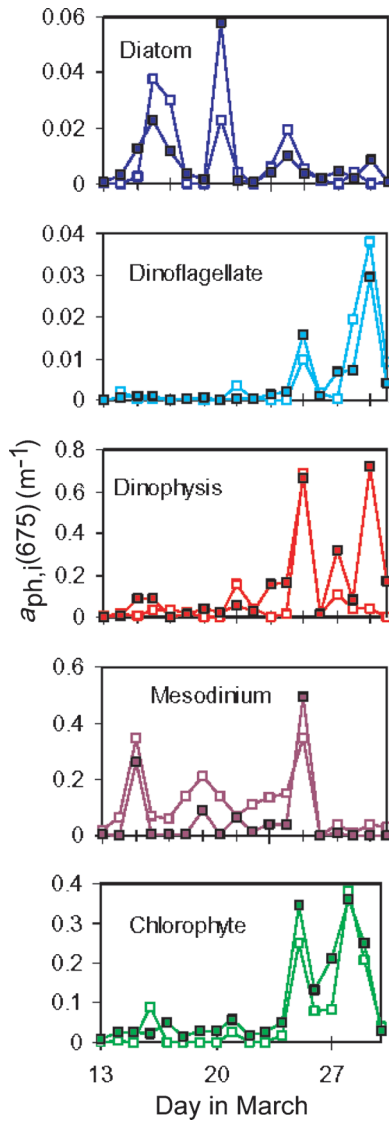 0.06
Diatom
0.04
0.02
0
0.04
Dinoflagellate
0.03
0.02
0.01
0
aph,i(675) (m-1)
0.8
Dinophysis
0.6
0.4
0.2
0
0.6
Mesodinium
0.4
0.2
0
0.4
Chlorophyte
0.3
0.2
0.1
0
13 20 27
Day in March